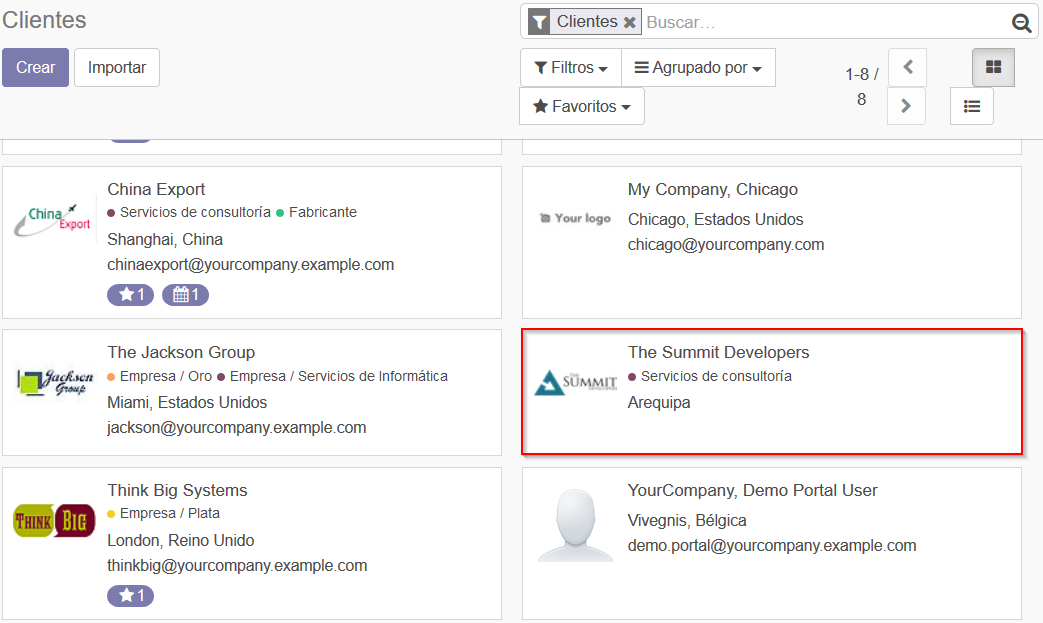 Clientes
Clientes Buscar...
Crear Importar
Filtros Agrupado por
1-8 / 8
Favoritos
China Export
China Export
Servicios de consultoría Fabricante
Shanghai, China
chinaexport@yourcompany.example.com
1 1
Your logo
My Company, Chicago
Chicago, Estados Unidos
chicago@yourcompany.com
Jackson Group
The Jackson Group
Empresa / Oro Empresa / Servicios de Informática
Miami, Estados Unidos
jackson@yourcompany.example.com
THE SUMMIT DEVELOPERS
The Summit Developers
Servicios de consultoría
Arequipa
THINK BIG
Think Big Systems
Empresa / Plata
London, Reino Unido
thinkbig@yourcompany.example.com
1
YourCompany, Demo Portal User
Vivegnis, Bélgica
demo.portal@yourcompany.example.com